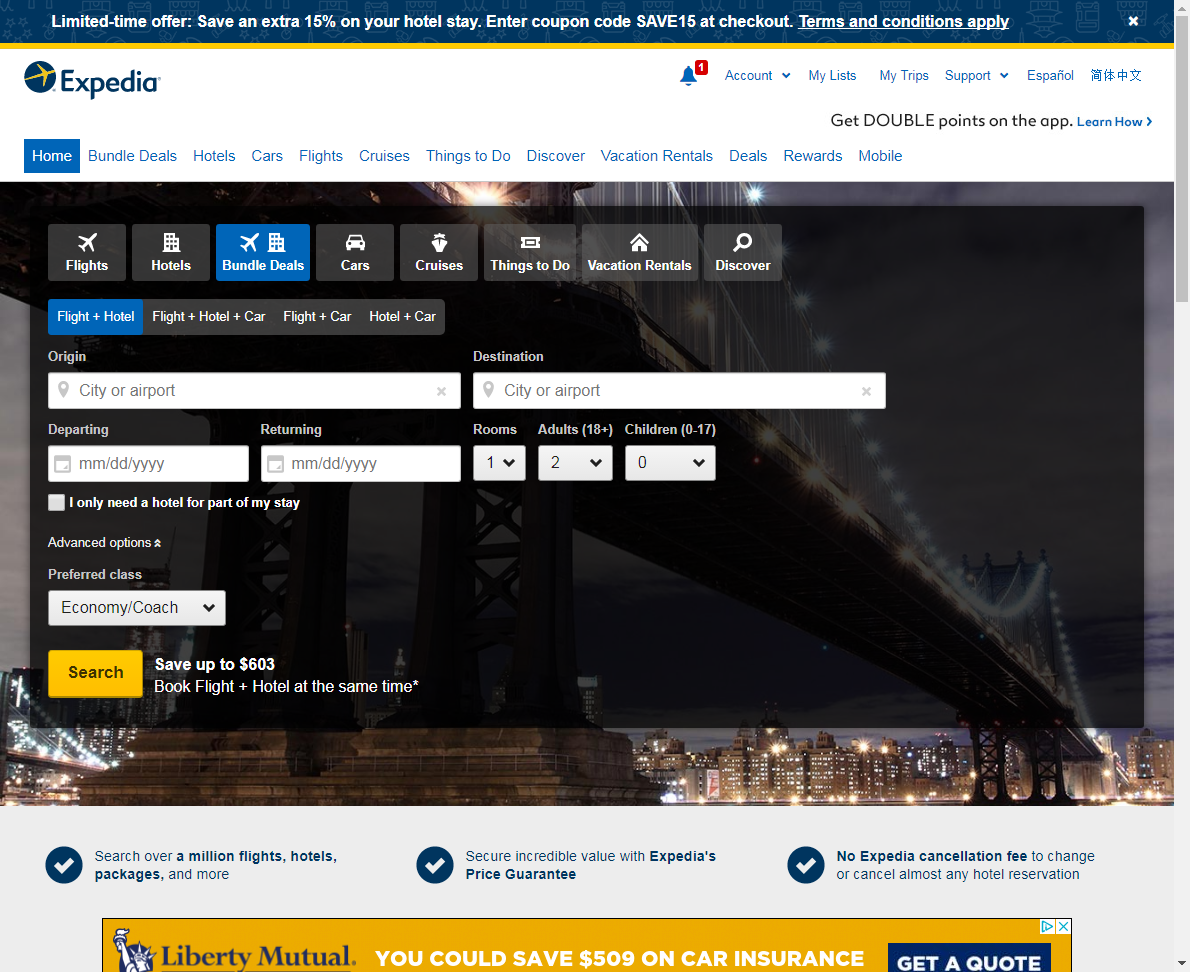 Limited-time offer: Save an extra 15% on your hotel stay. Enter coupon code SAVE15 at checkout. Terms and conditions apply
Expedia
1
Account
My Lists
My Trips
Support
Español
简体中文
Get DOUBLE points on the app. Learn How
Home
Bundle Deals
Hotels
Cars
Flights
Cruises
Things to Do
Discover
Vacation Rentals
Deals
Rewards
Mobile
Flights
Hotels
Bundle Deals
Cars
Cruises
Things to Do
Vacation Rentals
Discover
Flight + Hotel
Flight + Hotel + Car
Flight + Car
Hotel + Car
Origin
Destination
City or airport
City or airport
Departing
Returning
Rooms
Adults (18+)
Children (0-17)
mm/dd/yyyy
mm/dd/yyyy
1
2
0
I only need a hotel for part of my stay
Advanced options
Preferred class
Economy/Coach
Search
Save up to $603
Book Flight + Hotel at the same time*
Search over a million flights, hotels,
packages, and more
Secure incredible value with Expedia's
Price Guarantee
No Expedia cancellation fee to change
or cancel almost any hotel reservation
Liberty Mutual.
YOU COULD SAVE $509 ON CAR INSURANCE
GET A QUOTE